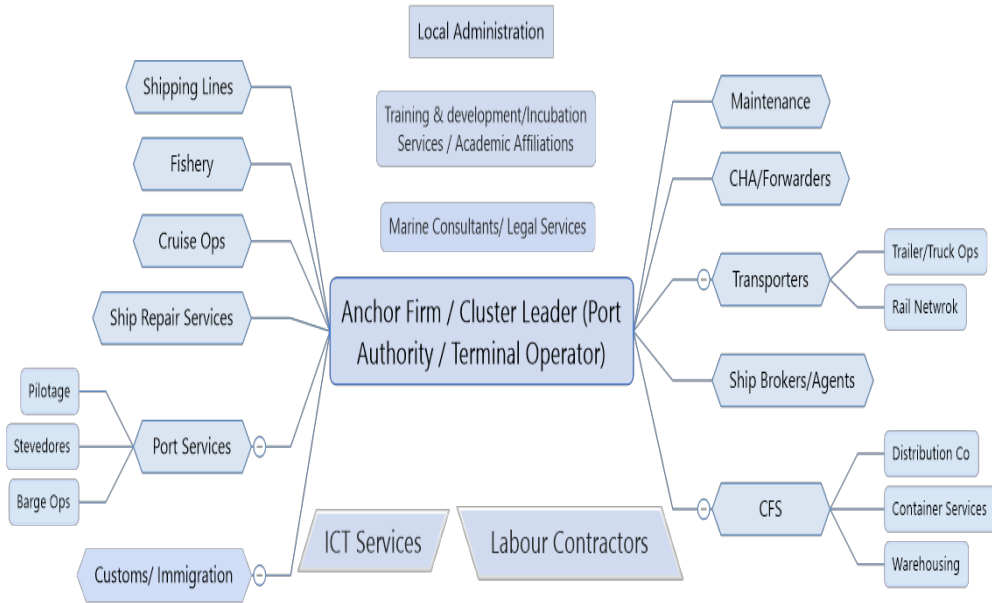 Local Administration
Training & development/Incubation
Services / Academic Affiliations
Marine Consultants/ Legal Services
Shipping Lines
Fishery
Cruise Ops
Ship Repair Services
Port Services
Pilotage
Stevedores
Barge Ops
Customs/ Immigration
Anchor Firm / Cluster Leader (Port
Authority / Terminal Operator)
Maintenance
CHA/Forwarders
Transporters
Trailer/Truck Ops
Rail Netwrok
Ship Brokers/Agents
CFS
Distribution Co
Container Services
Warehousing
ICT Services
Labour Contractors